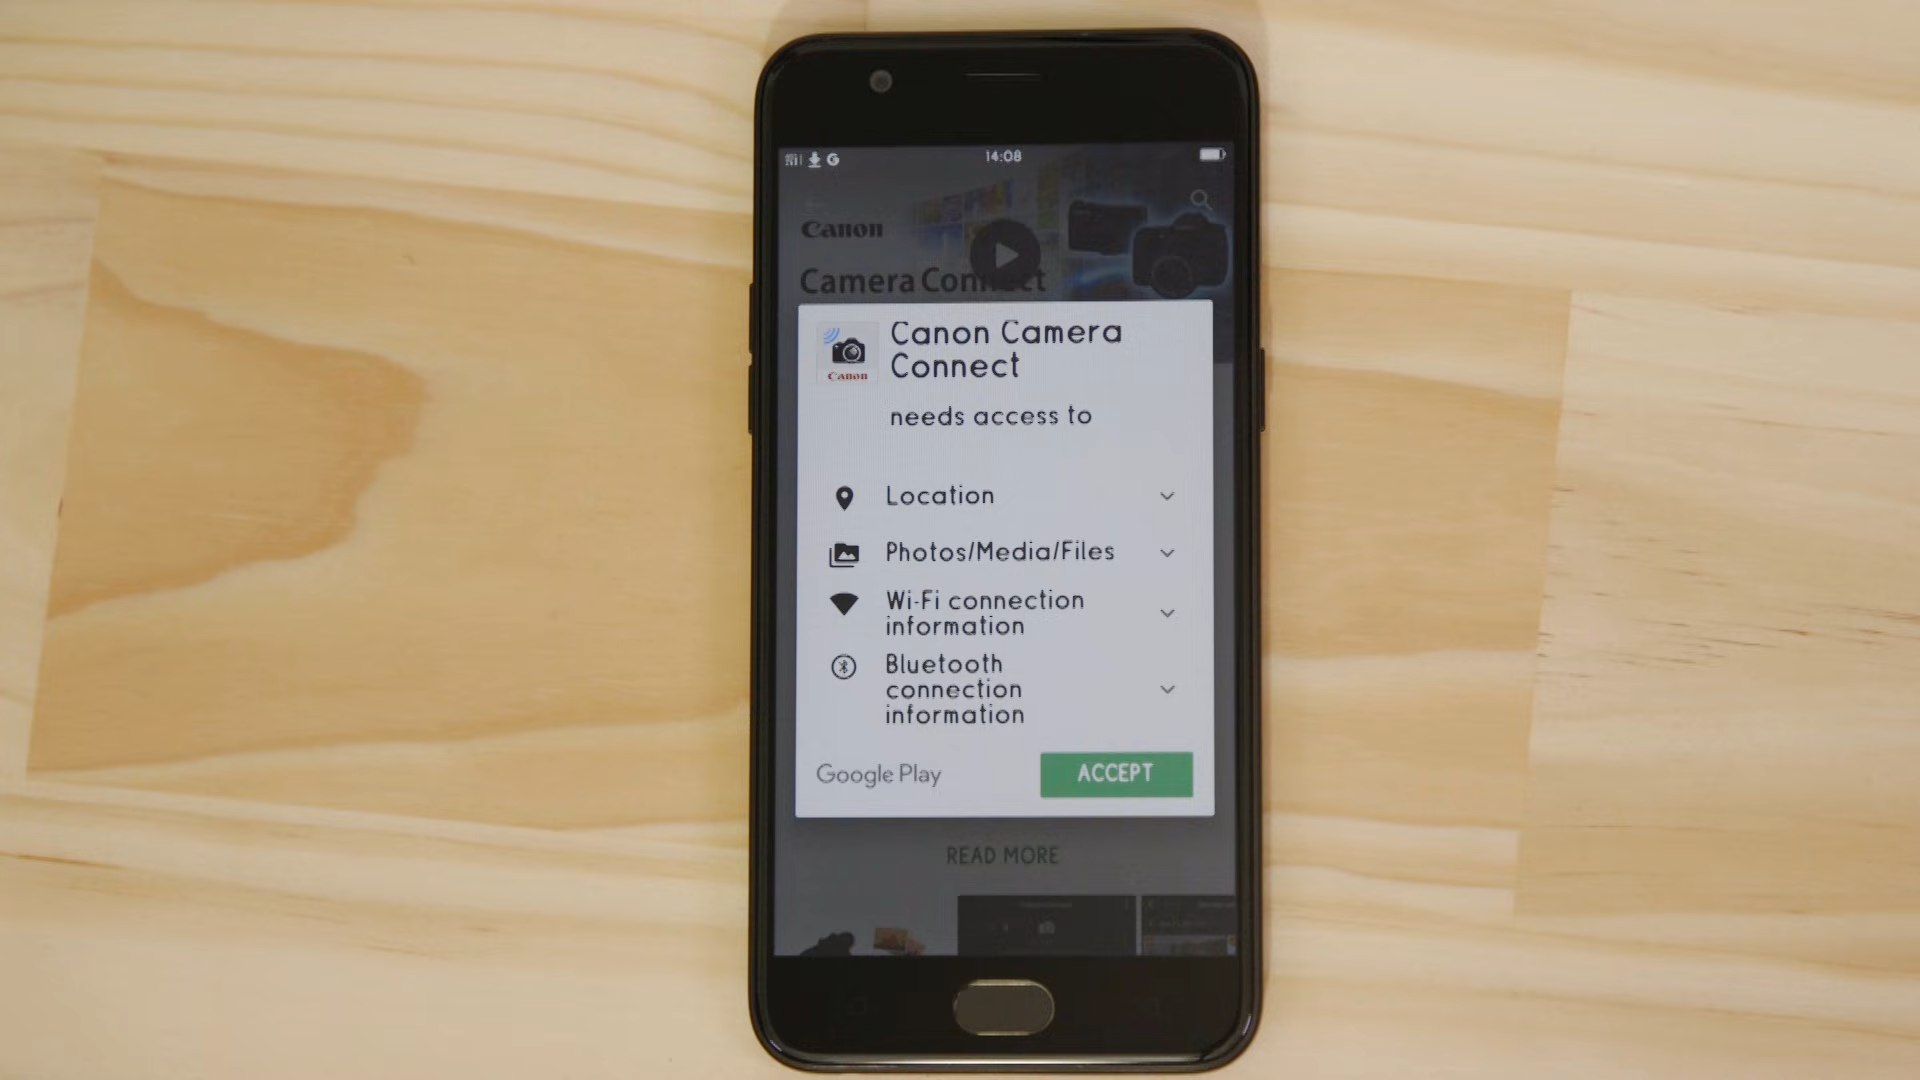 14:08
Canon
Camera Connect
Canon Camera
Connect
Canon
needs access to
Location
Photos/Media/Files
Wi-Fi connection
information
Bluetooth
connection
information
Google Play
ACCEPT
READ MORE